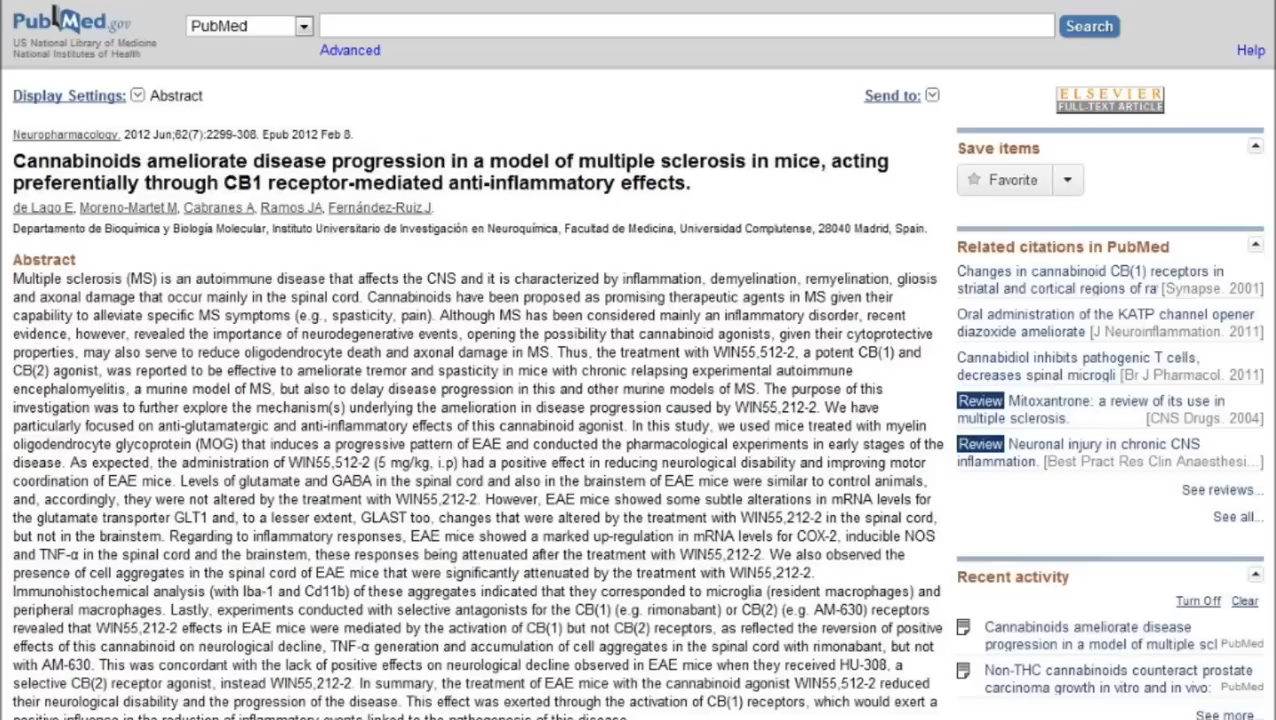 PubMed.gov
US National Library of Medicine
National Institutes of Health
PubMed
Search
Advanced
Help
Display Settings: Abstract
Send to:
ELSEVIER
FULL-TEXT ARTICLE
Neuropharmacology. 2012 Jun;62(7):2299-308. Epub 2012 Feb 8.
Cannabinoids ameliorate disease progression in a model of multiple sclerosis in mice, acting
preferentially through CB1 receptor-mediated anti-inflammatory effects.
de Lago E, Moreno-Martet M, Cabranes A, Ramos JA, Fernández-Ruiz J.
Departamento de Bioquímica y Biología Molecular, Instituto Universitario de Investigación en Neuroquímica, Facultad de Medicina, Universidad Complutense, 28040 Madrid, Spain.
Abstract
Multiple sclerosis (MS) is an autoimmune disease that affects the CNS and it is characterized by inflammation, demyelination, remyelination, gliosis
and axonal damage that occur mainly in the spinal cord. Cannabinoids have been proposed as promising therapeutic agents in MS given their
capability to alleviate specific MS symptoms (e.g., spasticity, pain). Although MS has been considered mainly an inflammatory disorder, recent
evidence, however, revealed the importance of neurodegenerative events, opening the possibility that cannabinoid agonists, given their cytoprotective
properties, may also serve to reduce oligodendrocyte death and axonal damage in MS. Thus, the treatment with WIN55,512-2, a potent CB(1) and
CB(2) agonist, was reported to be effective to ameliorate tremor and spasticity in mice with chronic relapsing experimental autoimmune
encephalomyelitis, a murine model of MS, but also to delay disease progression in this and other murine models of MS. The purpose of this
investigation was to further explore the mechanism(s) underlying the amelioration in disease progression caused by WIN55,212-2. We have
particularly focused on anti-glutamatergic and anti-inflammatory effects of this cannabinoid agonist. In this study, we used mice treated with myelin
oligodendrocyte glycoprotein (MOG) that induces a progressive pattern of EAE and conducted the pharmacological experiments in early stages of the
disease. As expected, the administration of WIN55,512-2 (5 mg/kg, i.p) had a positive effect in reducing neurological disability and improving motor
coordination of EAE mice. Levels of glutamate and GABA in the spinal cord and also in the brainstem of EAE mice were similar to control animals,
and, accordingly, they were not altered by the treatment with WIN55,212-2. However, EAE mice showed some subtle alterations in mRNA levels for
the glutamate transporter GLT1 and, to a lesser extent, GLAST too, changes that were altered by the treatment with WIN55,212-2 in the spinal cord,
but not in the brainstem. Regarding to inflammatory responses, EAE mice showed a marked up-regulation in mRNA levels for COX-2, inducible NOS
and TNF-α in the spinal cord and the brainstem, these responses being attenuated after the treatment with WIN55,212-2. We also observed the
presence of cell aggregates in the spinal cord of EAE mice that were significantly attenuated by the treatment with WIN55,212-2.
Immunohistochemical analysis (with Iba-1 and Cd11b) of these aggregates indicated that they corresponded to microglia (resident macrophages) and
peripheral macrophages. Lastly, experiments conducted with selective antagonists for the CB(1) (e.g. rimonabant) or CB(2) (e.g. AM-630) receptors
revealed that WIN55,212-2 effects in EAE mice were mediated by the activation of CB(1) but not CB(2) receptors, as reflected the reversion of positive
effects of this cannabinoid on neurological decline, TNF-α generation and accumulation of cell aggregates in the spinal cord with rimonabant, but not
with AM-630. This was concordant with the lack of positive effects on neurological decline observed in EAE mice when they received HU-308, a
selective CB(2) receptor agonist, instead WIN55,212-2. In summary, the treatment of EAE mice with the cannabinoid agonist WIN55,512-2 reduced
their neurological disability and the progression of the disease. This effect was exerted through the activation of CB(1) receptors, which would exert a
positive influence in the reduction of inflammatory events linked to the pathogenesis of this disease.
Save items
Favorite
Related citations in PubMed
Changes in cannabinoid CB(1) receptors in
striatal and cortical regions of ra [Synapse. 2001]
Oral administration of the KATP channel opener
diazoxide ameliorate [J Neuroinflammation. 2011]
Cannabidiol inhibits pathogenic T cells,
decreases spinal microgli [Br J Pharmacol. 2011]
Review Mitoxantrone: a review of its use in
multiple sclerosis. [CNS Drugs. 2004]
Review Neuronal injury in chronic CNS
inflammation. [Best Pract Res Clin Anaesthesi...]
See reviews...
See all...
Recent activity
Turn Off Clear
Cannabinoids ameliorate disease
progression in a model of multiple scl PubMed
Non-THC cannabinoids counteract prostate
carcinoma growth in vitro and in vivo: PubMed
See more...